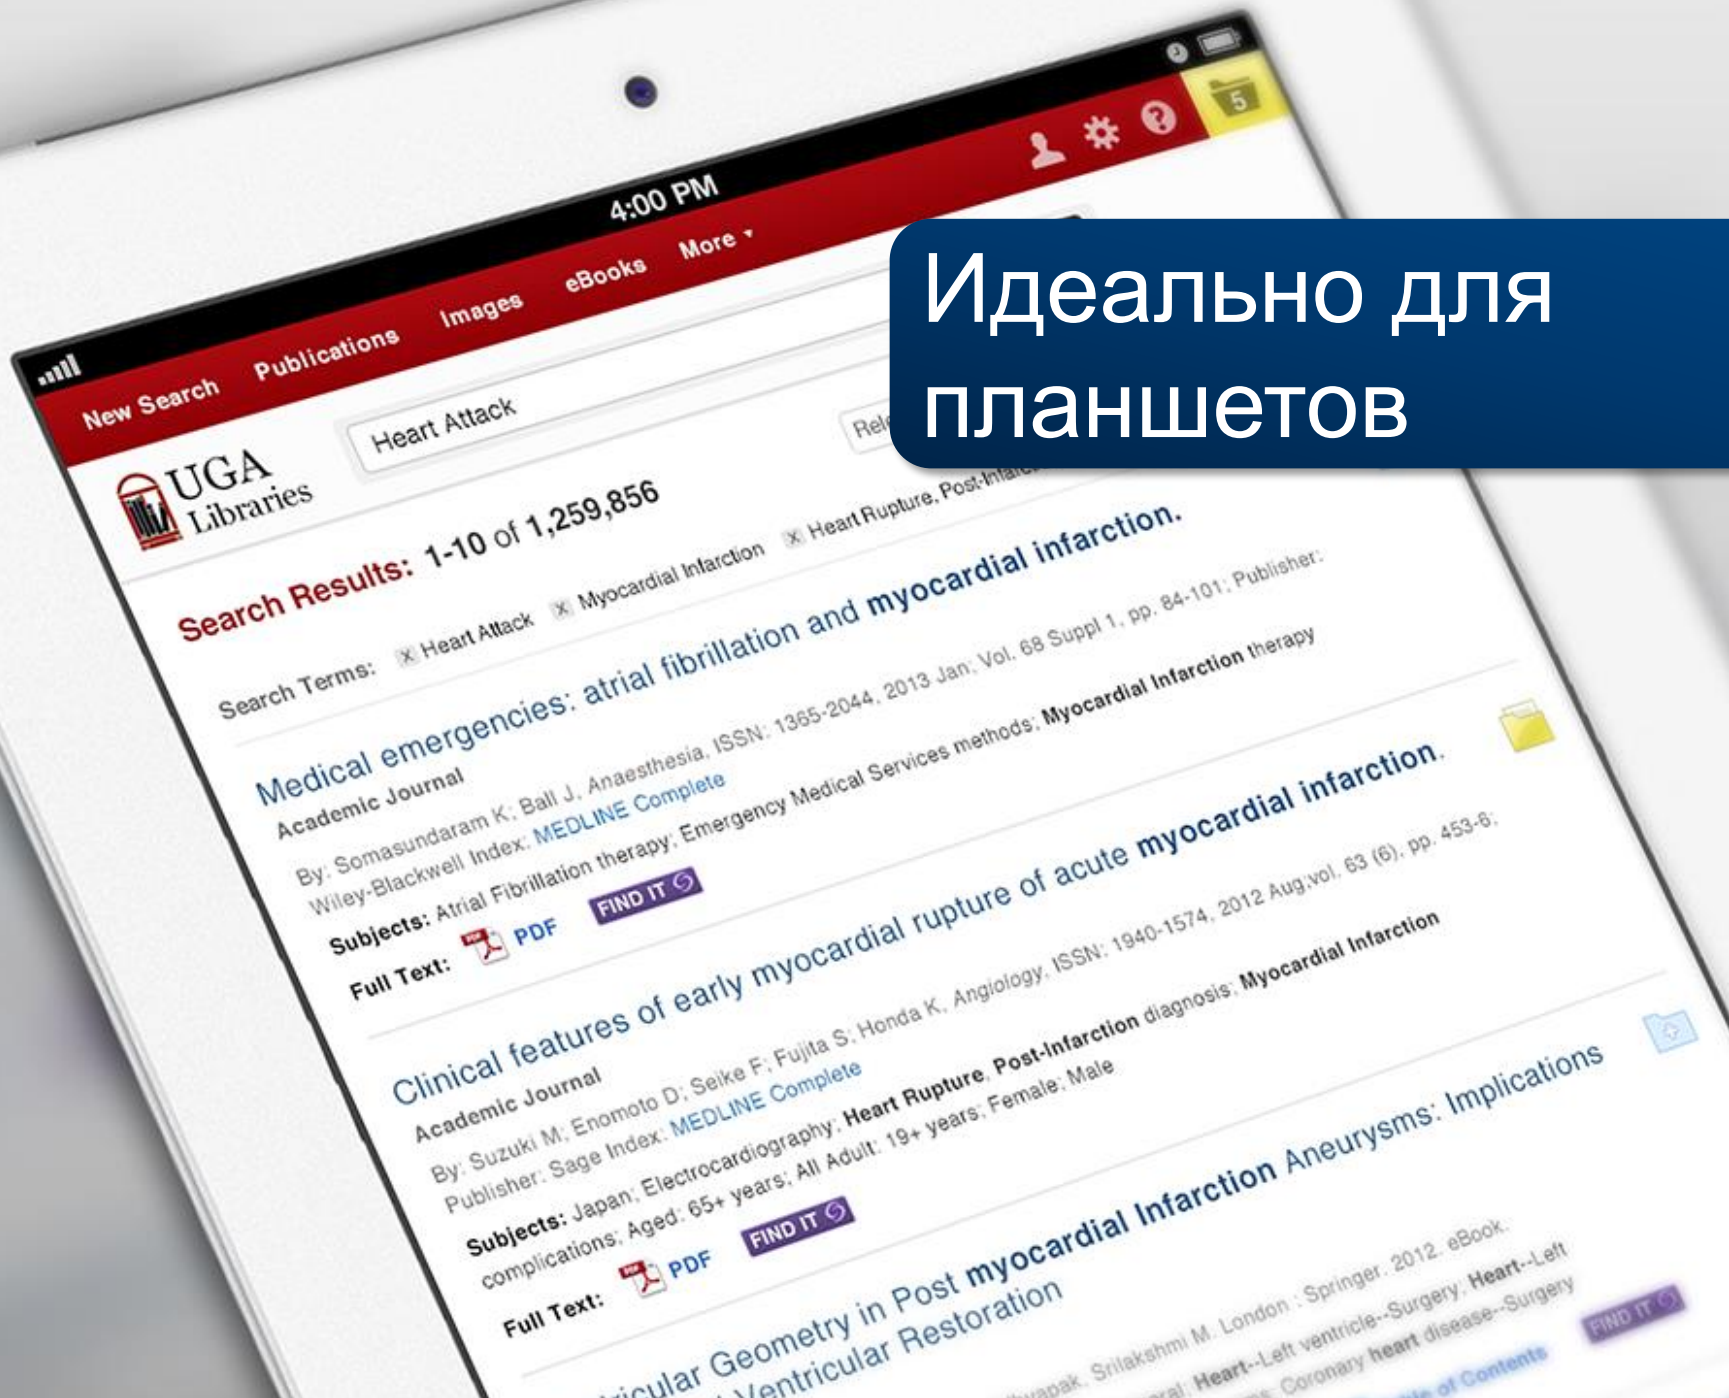 4:00 PM
5
New Search Publications Images eBooks More
Идеально для
планшетов
UGA
Libraries
Heart Attack
Search Results: 1-10 of 1,259,856
Search Terms: x Heart Attack x Myocardial Infarction x Heart Rupture, Post-Infarc
Medical emergencies: atrial fibrillation and myocardial infarction.
Academic Journal
By: Somasundaram K; Ball J, Anaesthesia, ISSN: 1365-2044, 2013 Jan; Vol. 68 Suppl 1, pp. 84-101; Publisher:
Wiley-Blackwell Index: MEDLINE Complete
Subjects: Atrial Fibrillation therapy; Emergency Medical Services methods; Myocardial Infarction therapy
Full Text: PDF FIND IT
Clinical features of early myocardial rupture of acute myocardial infarction.
Academic Journal
By: Suzuki M; Enomoto D; Seike F; Fujita S; Honda K, Angiology, ISSN: 1940-1574, 2012 Aug;vol. 63 (6), pp. 453-6;
Publisher: Sage Index: MEDLINE Complete
Subjects: Japan; Electrocardiography; Heart Rupture, Post-Infarction diagnosis; Myocardial Infarction
complications; Aged: 65+ years; All Adult: 19+ years; Female; Male
Full Text: PDF FIND IT
icular Geometry in Post myocardial Infarction Aneurysms: Implications
Ventricular Restoration
Srilakshmi M. London : Springer. 2012. eBook.
Heart--Left ventricle--Surgery, Heart--Left
Coronary heart disease--Surgery
of Contents FIND IT